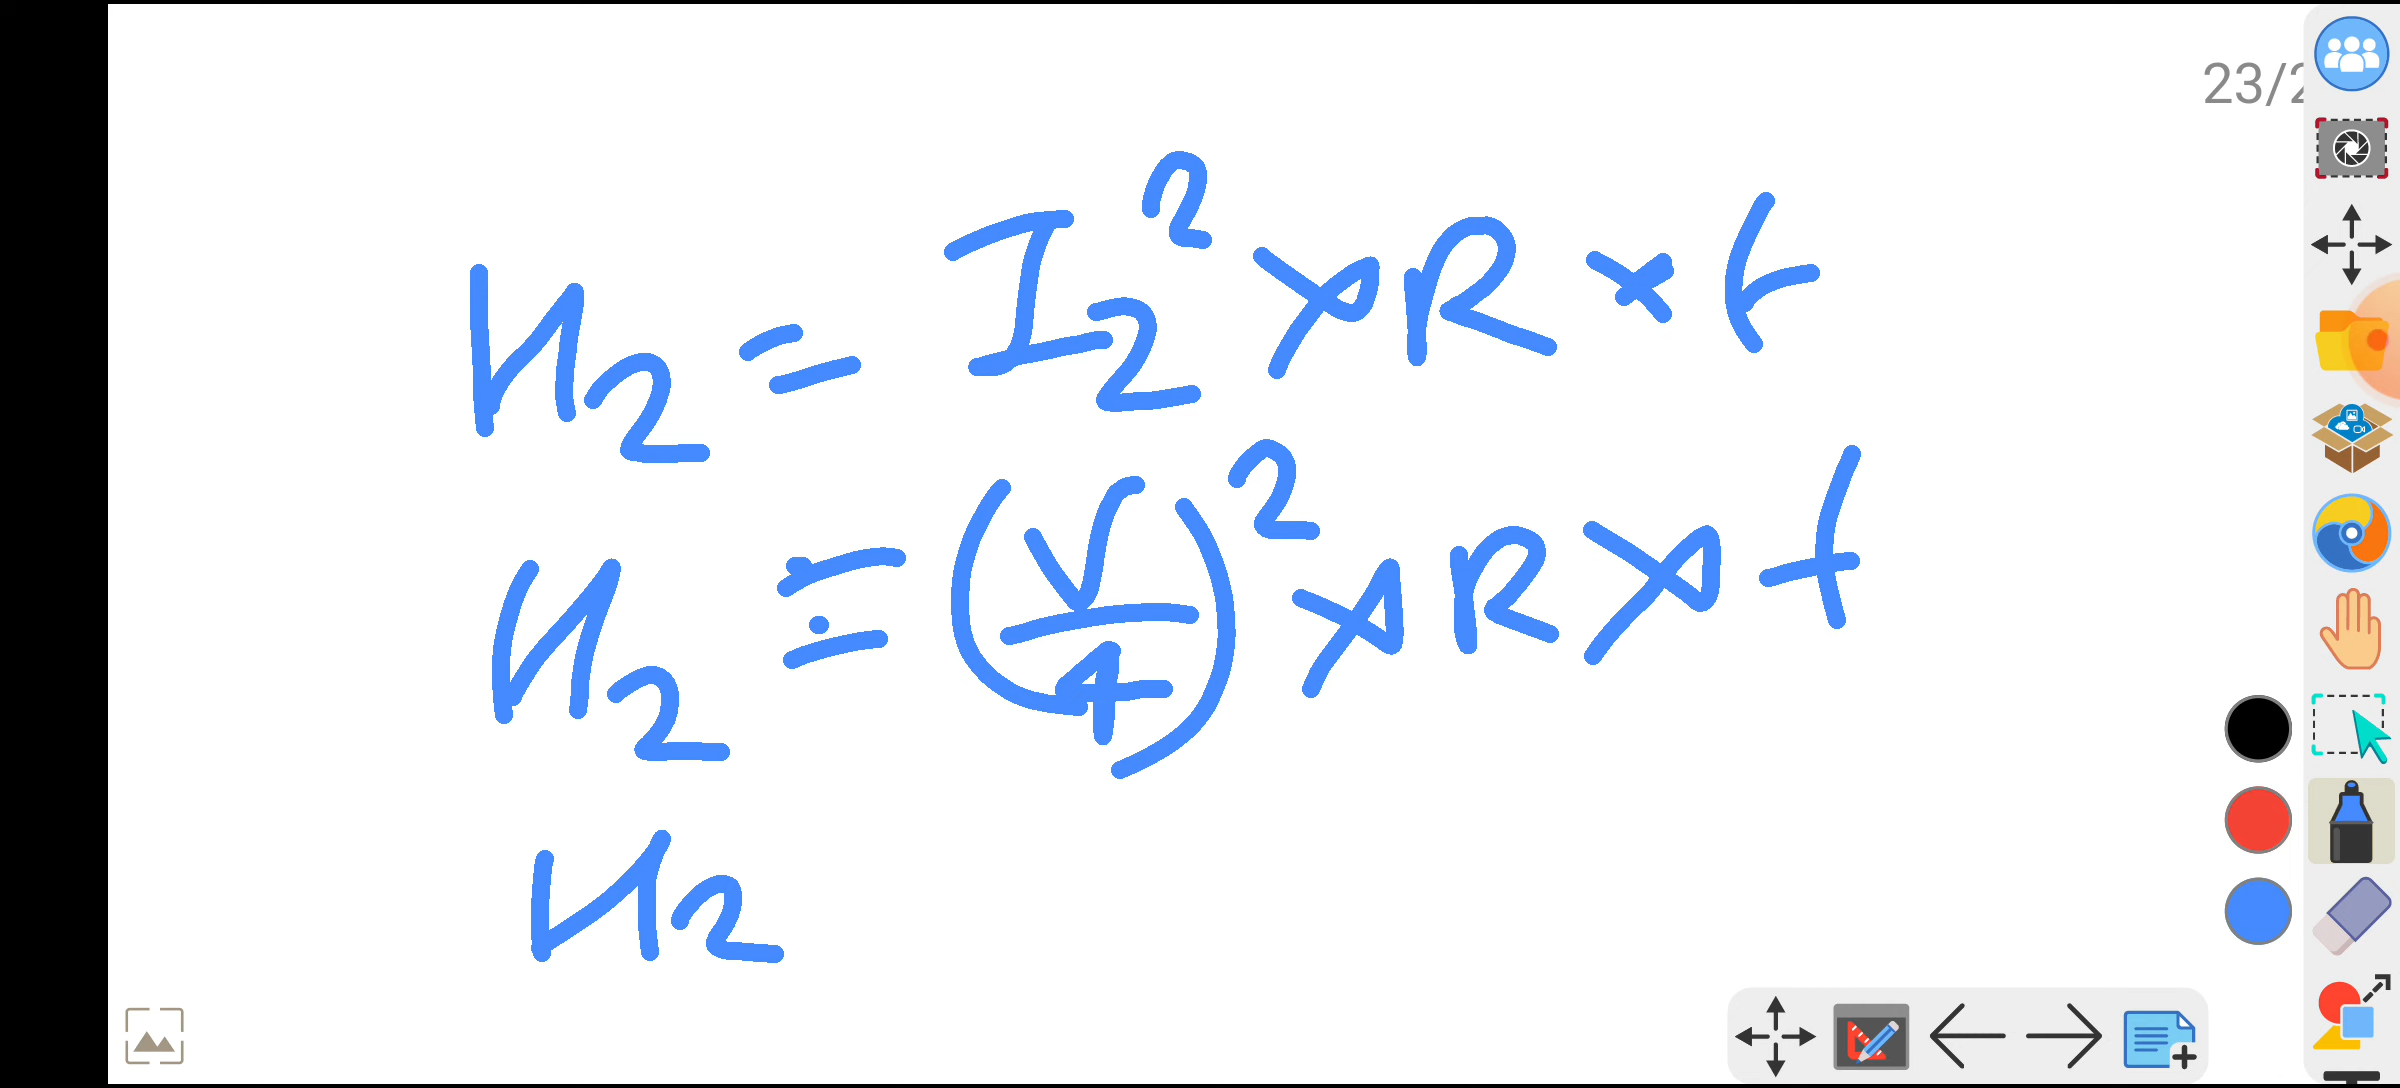 23/2
H₂ = I₂² × R × t
H₂ = (V/4)² × R × t
H₂